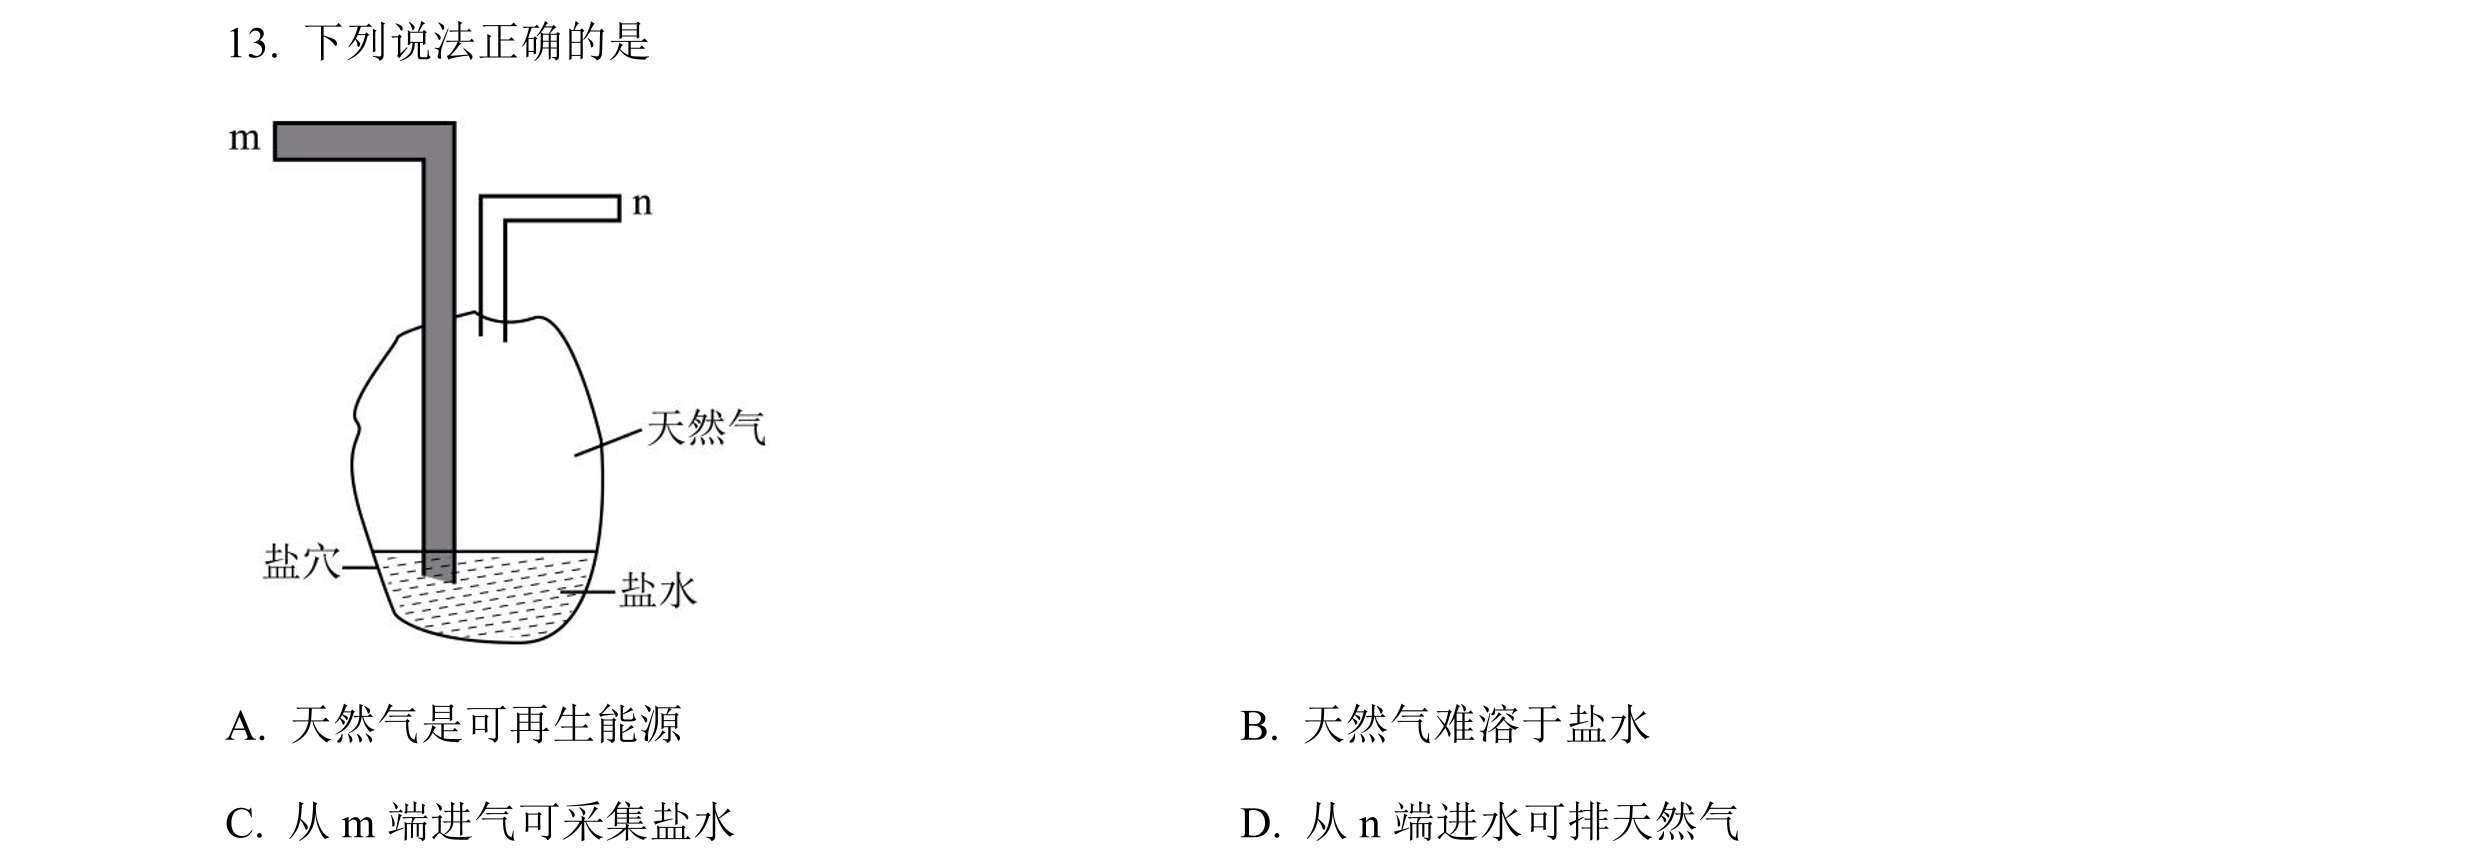 13. 下列说法正确的是
m
n
天然气
盐穴
盐水
A. 天然气是可再生能源
B. 天然气难溶于盐水
C. 从 m 端进气可采集盐水
D. 从 n 端进水可排天然气